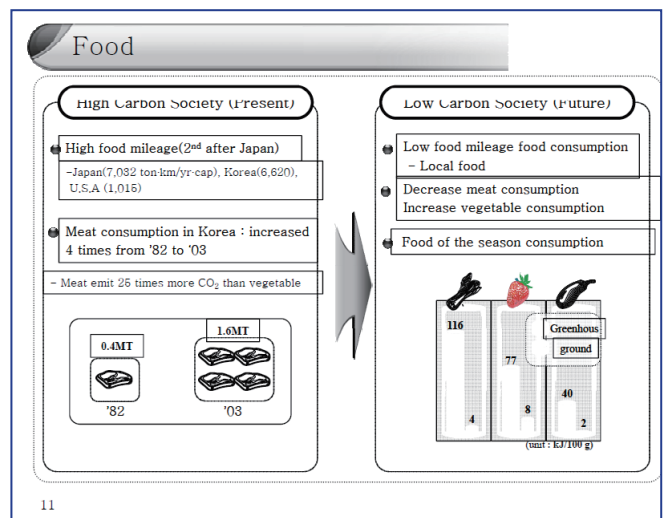 Food
High Carbon Society (Present)
High food mileage(2nd after Japan)
-Japan(7,032 ton·km/yr·cap), Korea(6,620),
U.S.A (1,015)
Meat consumption in Korea : increased
4 times from '82 to '03
- Meat emit 25 times more CO2 than vegetable
0.4MT
1.6MT
'82
'03
Low Carbon Society (Future)
Low food mileage food consumption
- Local food
Decrease meat consumption
Increase vegetable consumption
Food of the season consumption
Greenhous
ground
116
4
77
8
40
2
(unit : kJ/100 g)
11